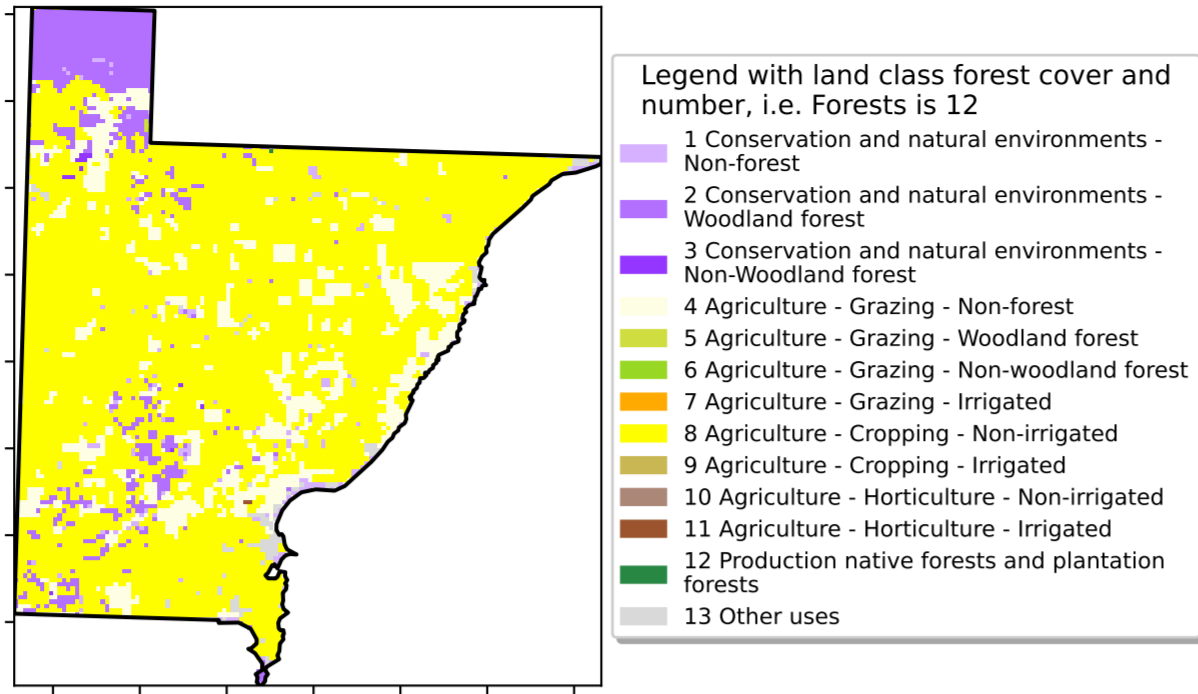 Legend with land class forest cover and
number, i.e. Forests is 12
1 Conservation and natural environments -
Non-forest
2 Conservation and natural environments -
Woodland forest
3 Conservation and natural environments -
Non-Woodland forest
4 Agriculture - Grazing - Non-forest
5 Agriculture - Grazing - Woodland forest
6 Agriculture - Grazing - Non-woodland forest
7 Agriculture - Grazing - Irrigated
8 Agriculture - Cropping - Non-irrigated
9 Agriculture - Cropping - Irrigated
10 Agriculture - Horticulture - Non-irrigated
11 Agriculture - Horticulture - Irrigated
12 Production native forests and plantation
forests
13 Other uses